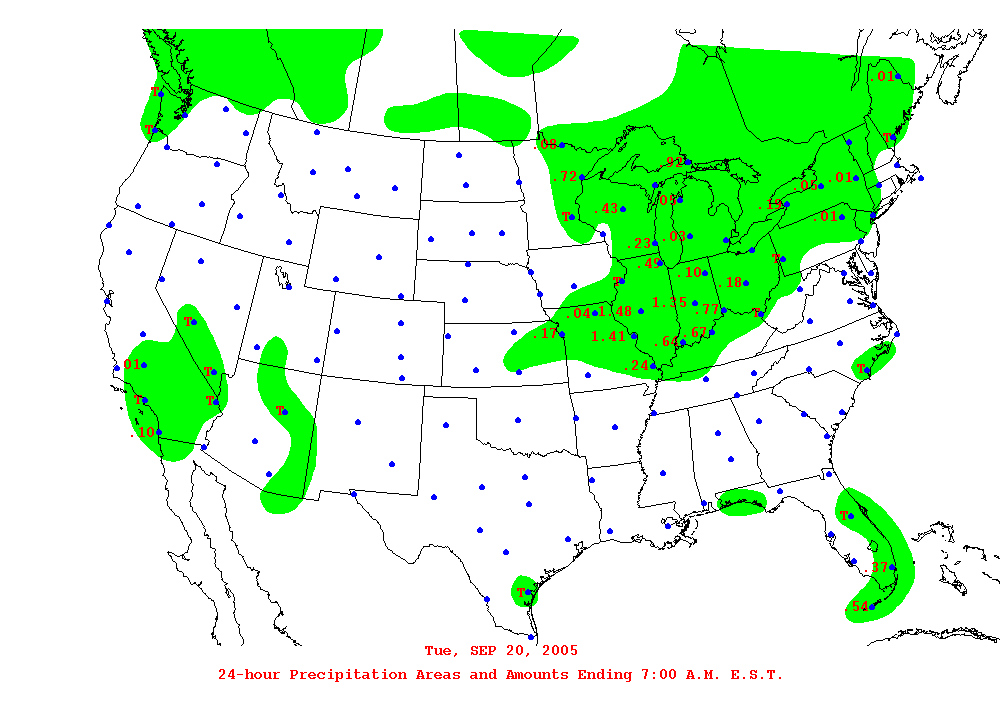 .01
T
T
T
.08
.92
.72
.05
.01
.05
.19
.43
T
.01
.23
.03
.49
T
.10
T
.18
1.35
.04
1.48
.77
T
T
.17
1.41
.67
.64
.01
.24
T
T
T
T
T
.10
T
.37
T
.54
Tue, SEP 20, 2005
24-hour Precipitation Areas and Amounts Ending 7:00 A.M. E.S.T.